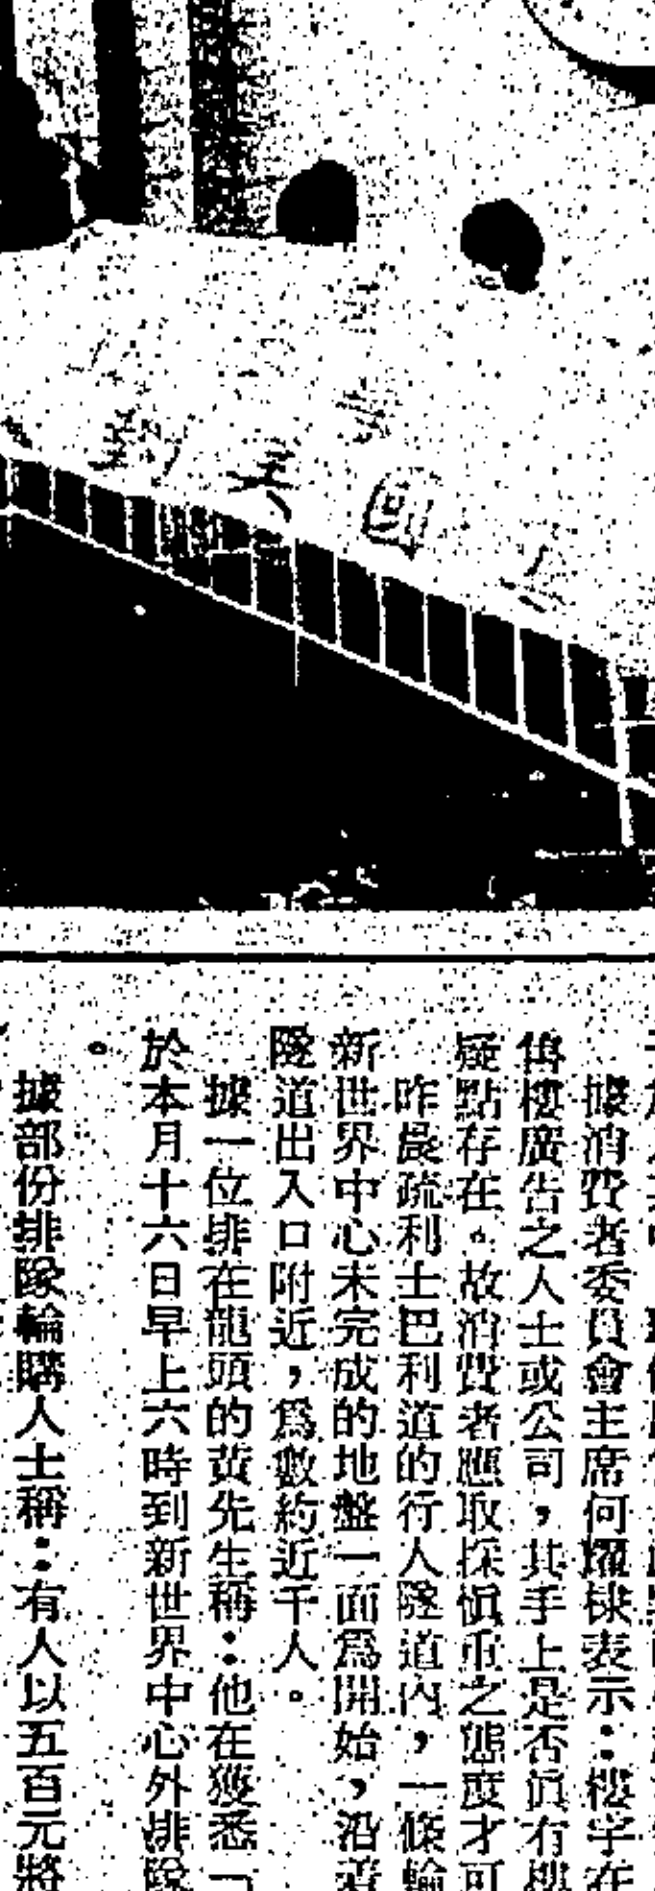 據消費者委員會主席何耀棣表示：樓宇在
售樓廣告之人士或公司，其手上是否眞有樓
疑點存在。故消費者應取採愼重之態度才可
昨晨疏利士巴利道的行人隧道內，一條輪
新世界中心未完成的地盤一面爲開始，沿着
隧道出入口附近，爲數約近千人。
據一位排在龍頭的黃先生稱：他在獲悉「
於本月十六日早上六時到新世界中心外排隊
。
據部份排隊輪購人士稱：有人以五百元將